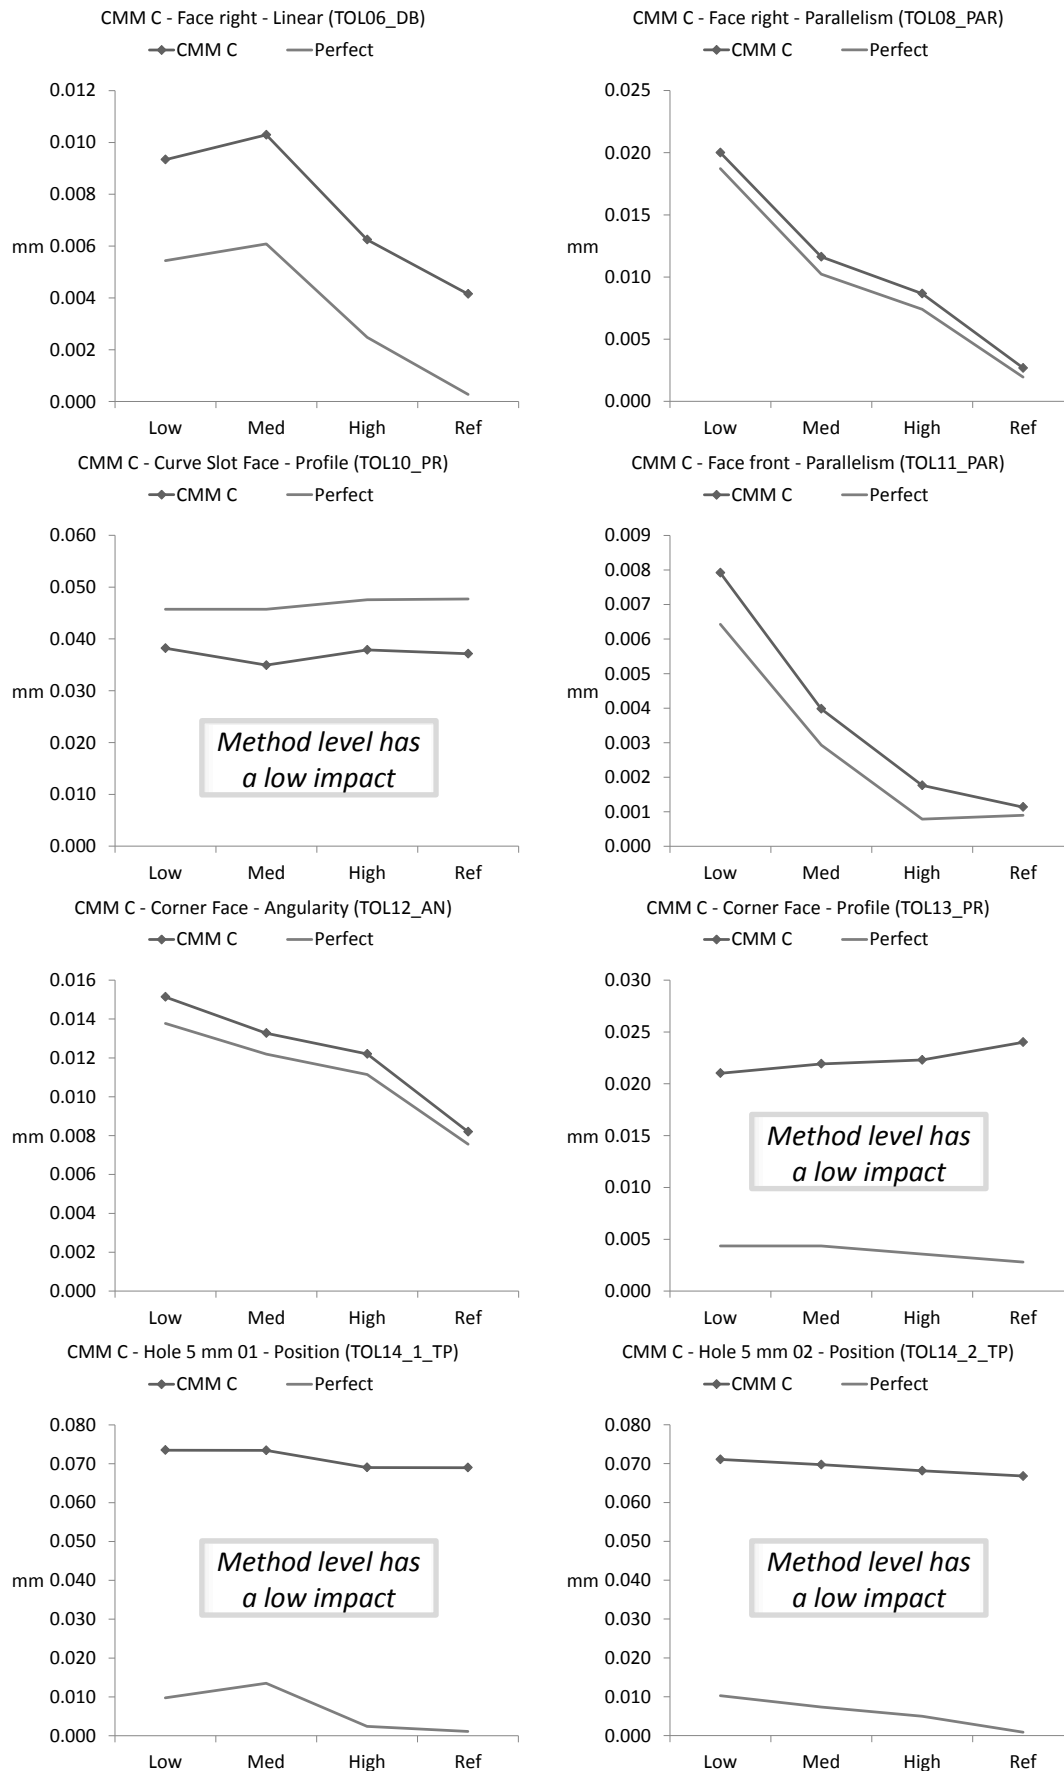 CMM C - Face right - Linear (TOL06_DB)
CMM C Perfect
0.012
0.010
0.008
mm 0.006
0.004
0.002
0.000
Low Med High Ref
CMM C - Face right - Parallelism (TOL08_PAR)
CMM C Perfect
0.025
0.020
0.015
mm
0.010
0.005
0.000
Low Med High Ref
CMM C - Curve Slot Face - Profile (TOL10_PR)
CMM C Perfect
0.060
0.050
0.040
mm 0.030
0.020
0.010
0.000
Method level has
a low impact
Low Med High Ref
CMM C - Face front - Parallelism (TOL11_PAR)
CMM C Perfect
0.009
0.008
0.007
0.006
0.005
mm
0.004
0.003
0.002
0.001
0.000
Low Med High Ref
CMM C - Corner Face - Angularity (TOL12_AN)
CMM C Perfect
0.016
0.014
0.012
0.010
mm 0.008
0.006
0.004
0.002
0.000
Low Med High Ref
CMM C - Corner Face - Profile (TOL13_PR)
CMM C Perfect
0.030
0.025
0.020
mm 0.015
0.010
0.005
0.000
Method level has
a low impact
Low Med High Ref
CMM C - Hole 5 mm 01 - Position (TOL14_1_TP)
CMM C Perfect
0.080
0.070
0.060
0.050
mm 0.040
0.030
0.020
0.010
0.000
Method level has
a low impact
Low Med High Ref
CMM C - Hole 5 mm 02 - Position (TOL14_2_TP)
CMM C Perfect
0.080
0.070
0.060
0.050
mm 0.040
0.030
0.020
0.010
0.000
Method level has
a low impact
Low Med High Ref